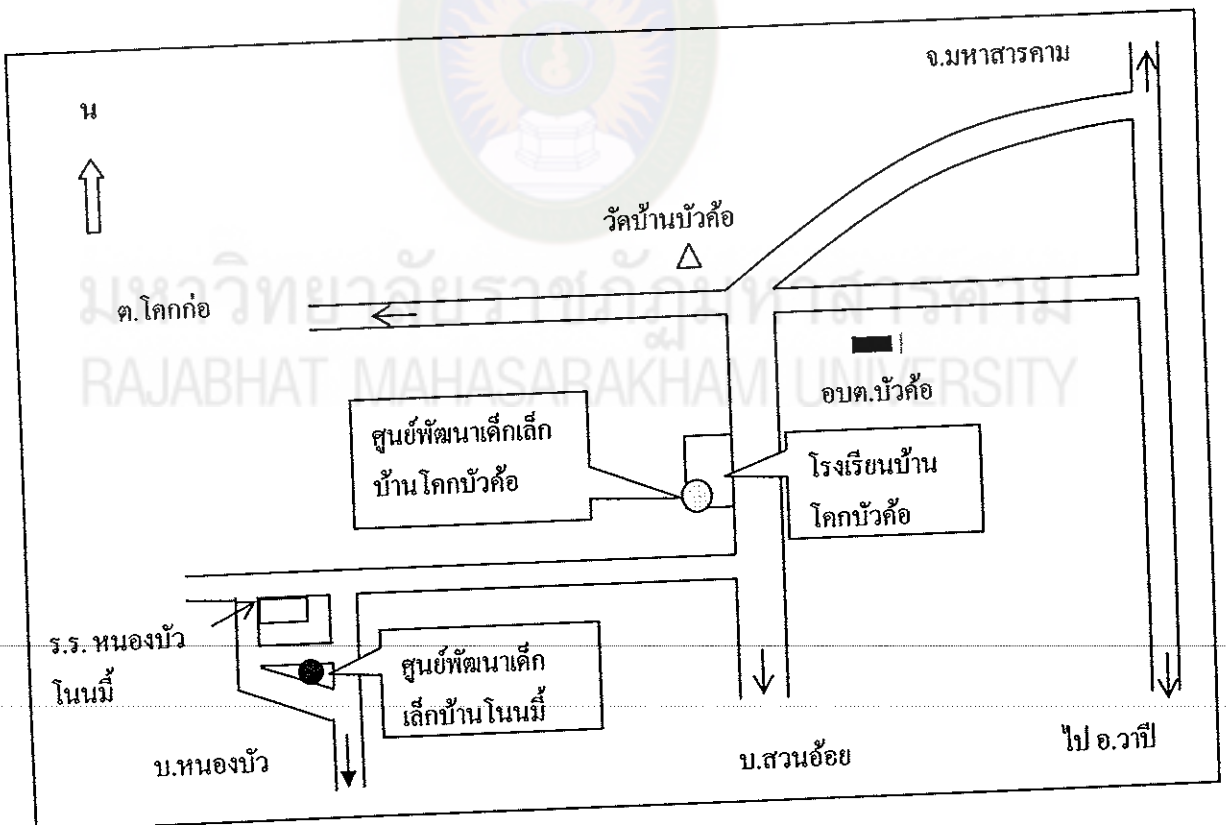 จ.มหาสารคาม
น
วัดบ้านบัวค้อ
มหาวิทยาลัยราชภัฏมหาสารคาม
ต.โคกก่อ
RAJABHAT MAHASARAKHAM UNIVERSITY
อบต.บัวค้อ
ศูนย์พัฒนาเด็กเล็ก
บ้านโคกบัวค้อ
โรงเรียนบ้าน
โคกบัวค้อ
ร.ร. หนองบัว
โนนมี้
ศูนย์พัฒนาเด็ก
เล็กบ้านโนนมี้
บ.หนองบัว
บ.สวนอ้อย
ไป อ.วาปี